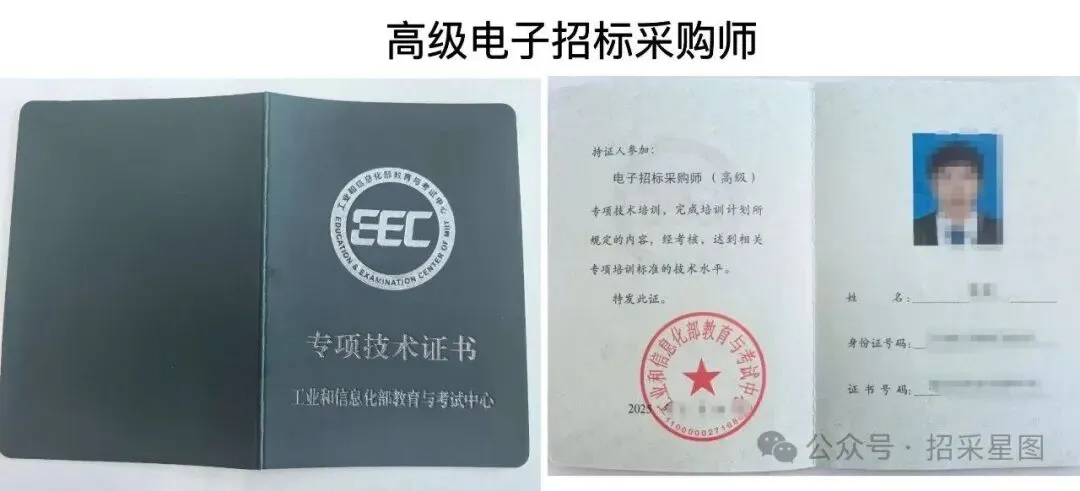 高级电子招标采购师
工业和信息化部教育与考试中心
EEC
EDUCATION & EXAMINATION CENTER OF MIIT
专项技术证书
工业和信息化部教育与考试中心
持证人参加：
电子招标采购师（高级）
专项技术培训，完成培训计划所
规定的内容，经考核，达到相关
专项培训标准的技术水平。
特发此证。
工业和信息化部教育与考试中心
2025
姓 名：
身份证号码：
证书号码：
公众号 · 招采星图